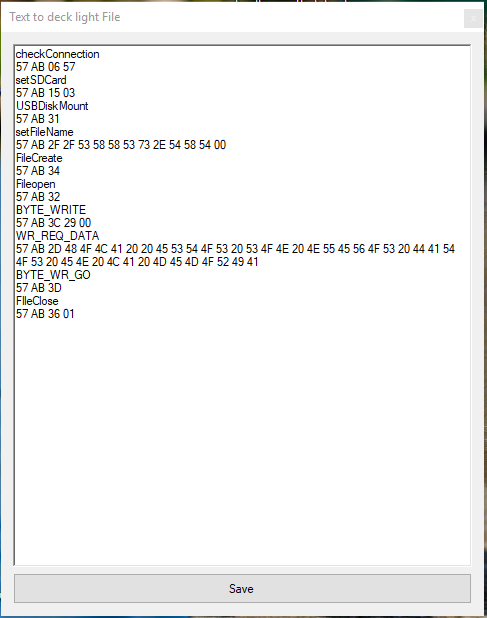 Text to deck light File
checkConnection
57 AB 06 57
setSDCard
57 AB 15 03
USBDiskMount
57 AB 31
setFileName
57 AB 2F 2F 53 58 58 53 73 2E 54 58 54 00
FileCreate
57 AB 34
Fileopen
57 AB 32
BYTE_WRITE
57 AB 3C 29 00
WR_REQ_DATA
57 AB 2D 48 4F 4C 41 20 20 45 53 54 4F 53 20 53 4F 4E 20 4E 55 45 56 4F 53 20 44 41 54
4F 53 20 45 4E 20 4C 41 20 4D 45 4D 4F 52 49 41
BYTE_WR_GO
57 AB 3D
FIleClose
57 AB 36 01
Save